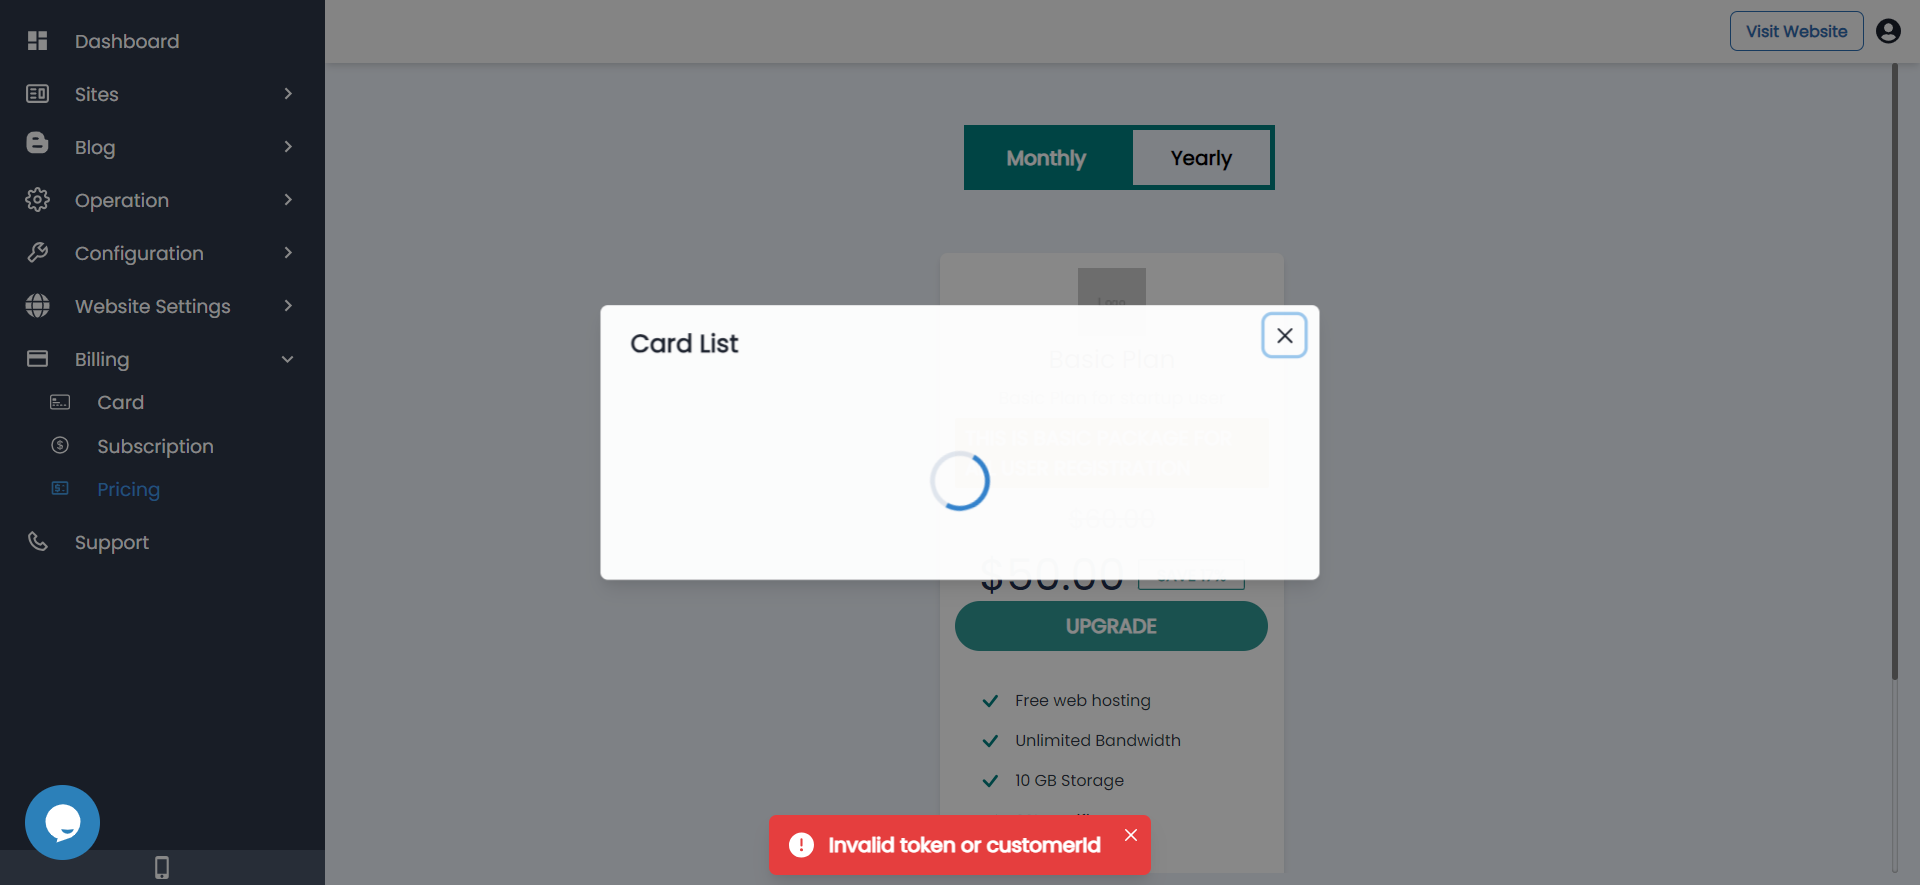 Dashboard
Sites
Blog
Operation
Configuration
Website Settings
Billing
Card
Subscription
Pricing
Support
Visit Website
Monthly
Yearly
Logo
Card List
Basic Plan
$50.00
UPGRADE
Free web hosting
Unlimited Bandwidth
10 GB Storage
Invalid token or customerId